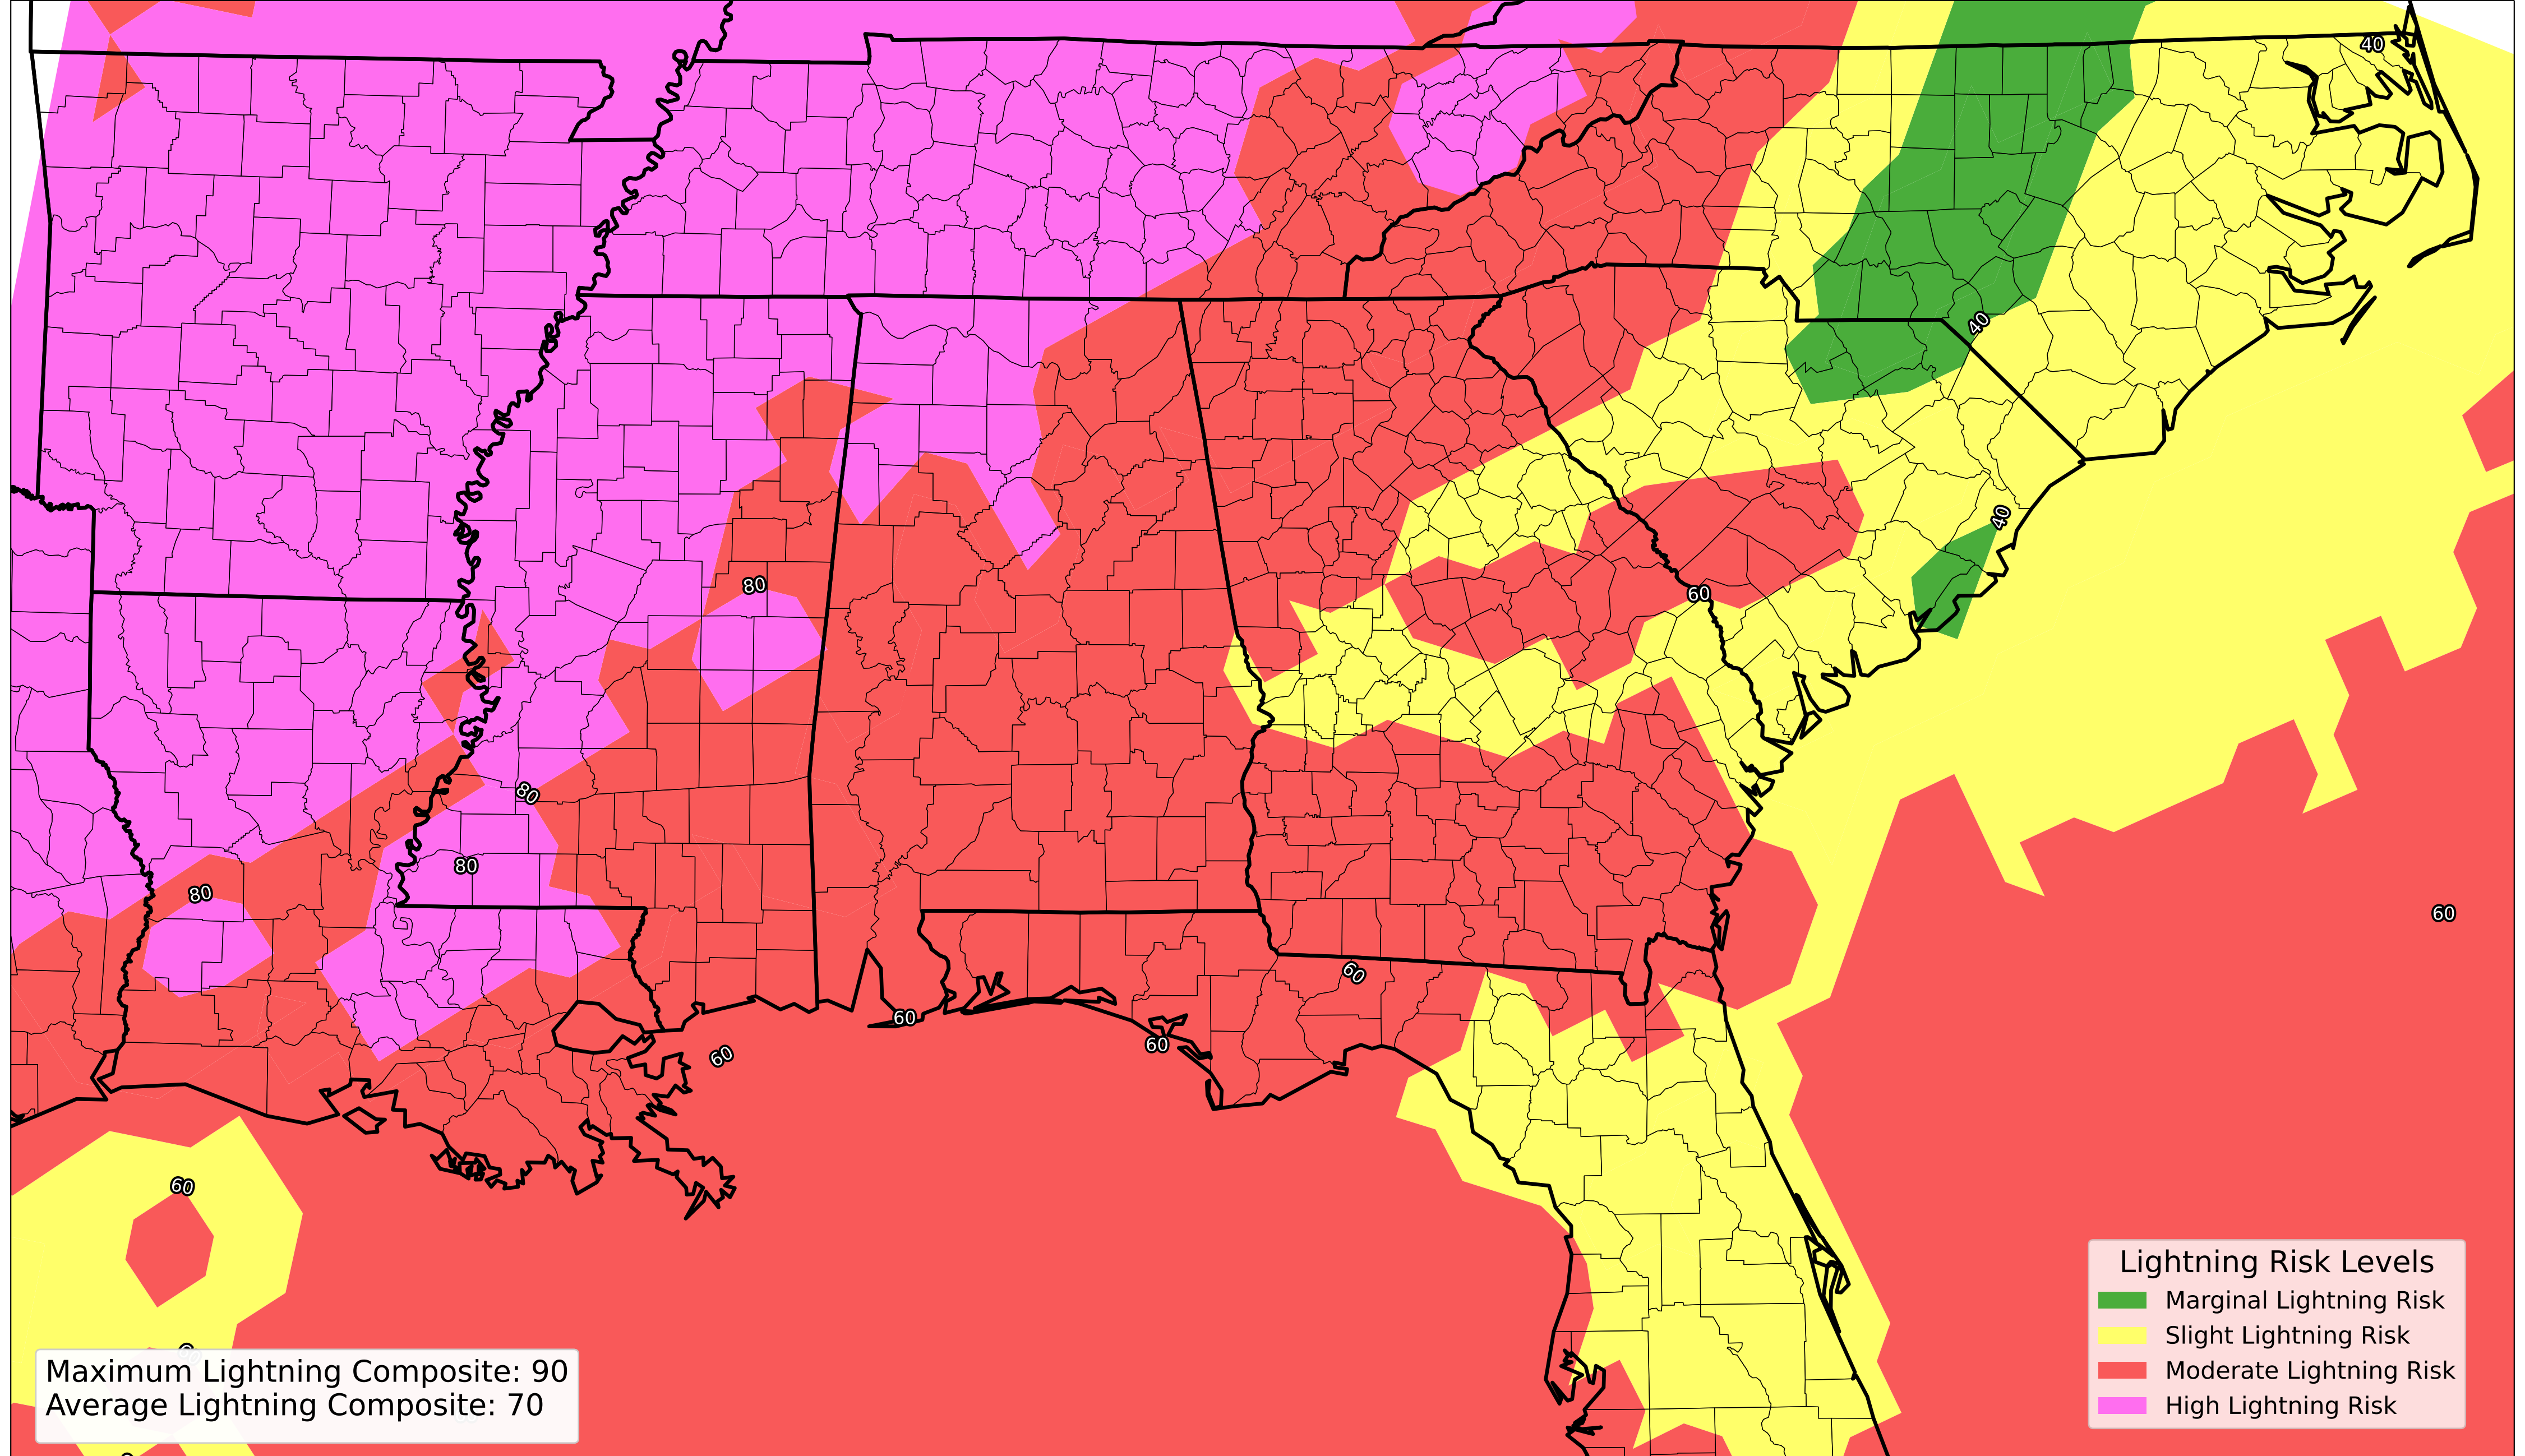 40
40
40
80
60
80
80
80
60
60
60
60
60
60
Lightning Risk Levels
Marginal Lightning Risk
Slight Lightning Risk
Moderate Lightning Risk
High Lightning Risk
Maximum Lightning Composite: 90
Average Lightning Composite: 70